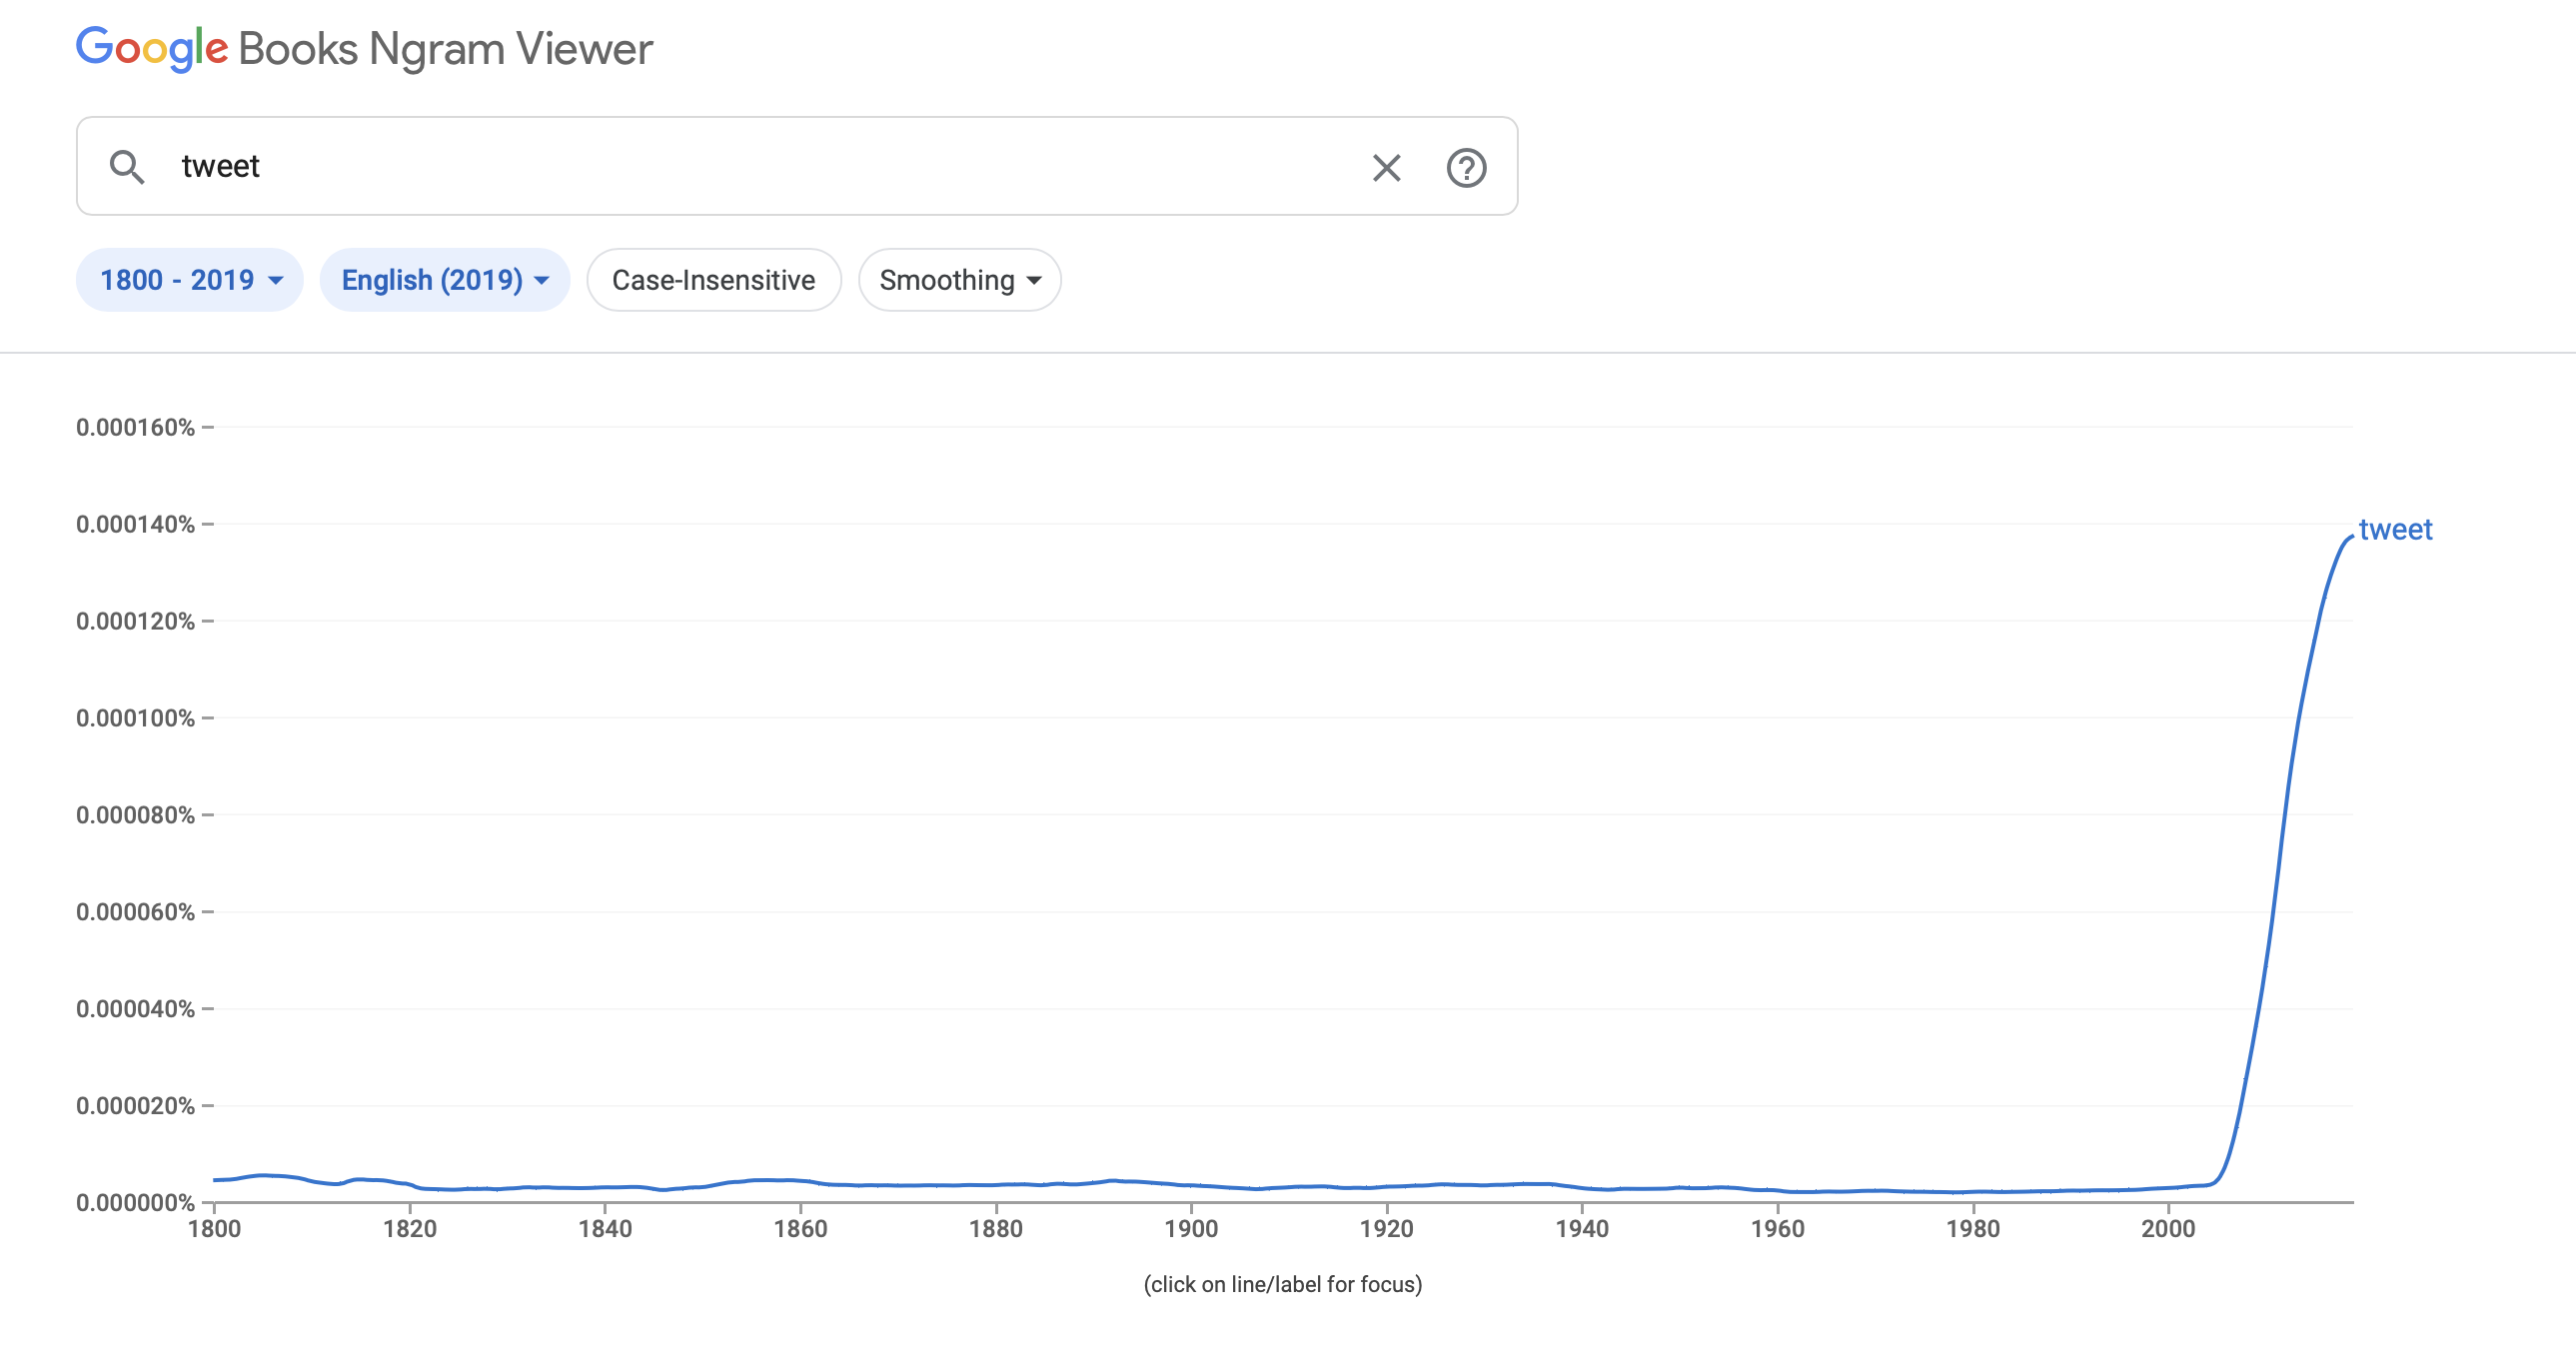 Google Books Ngram Viewer
tweet
1800 - 2019
English (2019)
Case-Insensitive
Smoothing
0.000160%
0.000140%
tweet
0.000120%
0.000100%
0.000080%
0.000060%
0.000040%
0.000020%
0.000000%
1800 1820 1840 1860 1880 1900 1920 1940 1960 1980 2000
(click on line/label for focus)